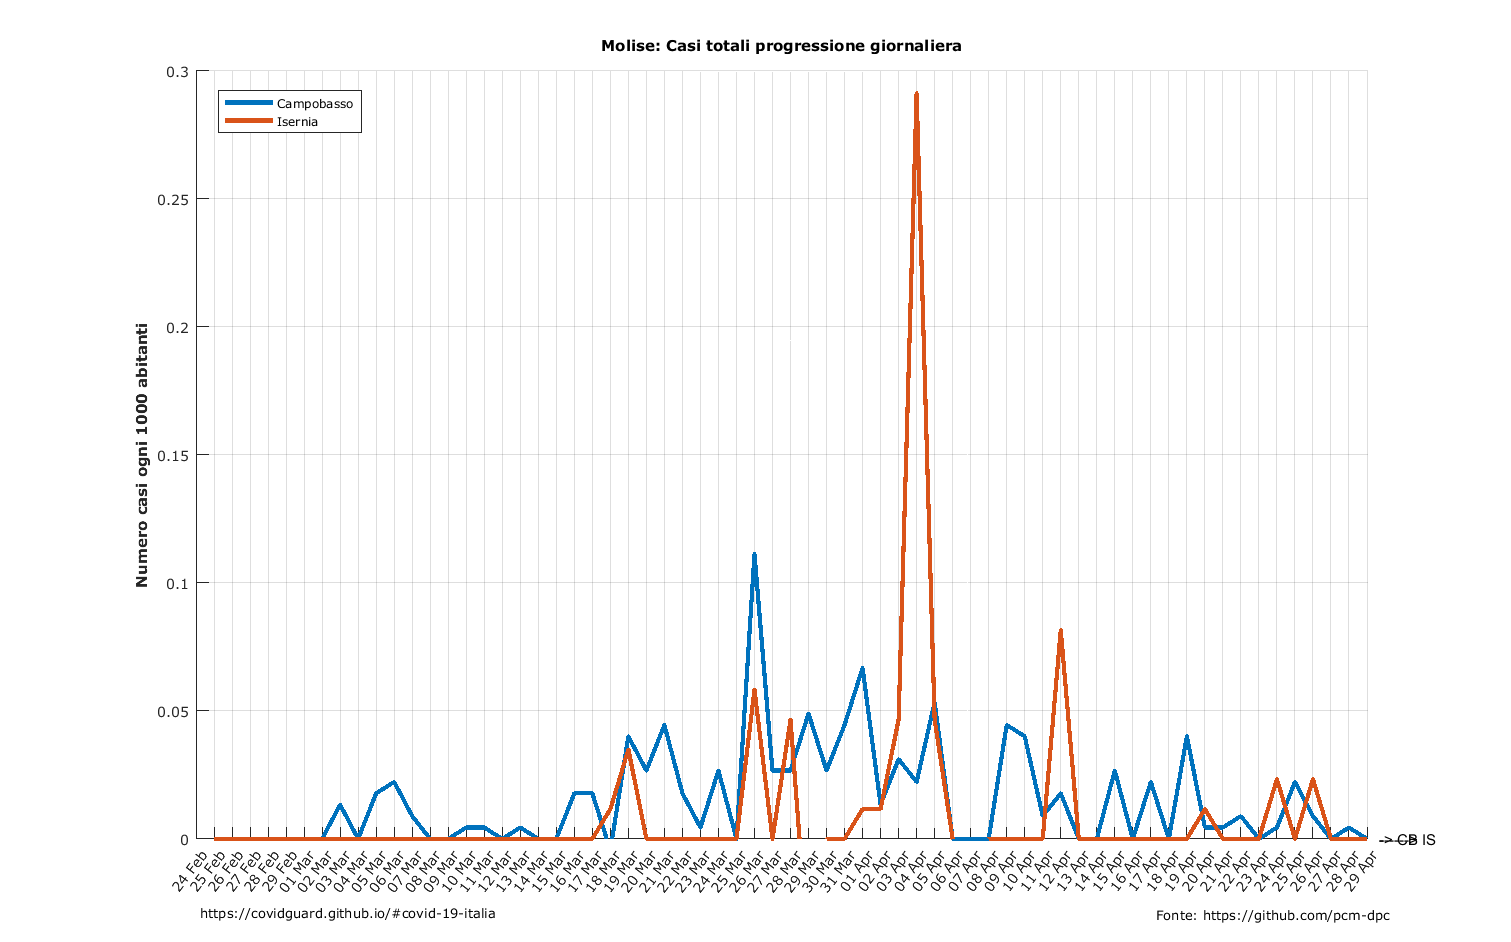 Molise: Casi totali progressione giornaliera
Numero casi ogni 1000 abitanti
0.3
0.25
0.2
0.15
0.1
0.05
0
Campobasso
Isernia
24 Feb
25 Feb
26 Feb
27 Feb
28 Feb
29 Feb
01 Mar
02 Mar
03 Mar
04 Mar
05 Mar
06 Mar
07 Mar
08 Mar
09 Mar
10 Mar
11 Mar
12 Mar
13 Mar
14 Mar
15 Mar
16 Mar
17 Mar
18 Mar
19 Mar
20 Mar
21 Mar
22 Mar
23 Mar
24 Mar
25 Mar
26 Mar
27 Mar
28 Mar
29 Mar
30 Mar
31 Mar
01 Apr
02 Apr
03 Apr
04 Apr
05 Apr
06 Apr
07 Apr
08 Apr
09 Apr
10 Apr
11 Apr
12 Apr
13 Apr
14 Apr
15 Apr
16 Apr
17 Apr
18 Apr
19 Apr
20 Apr
21 Apr
22 Apr
23 Apr
24 Apr
25 Apr
26 Apr
27 Apr
28 Apr
29 Apr
-> CB IS
https://covidguard.github.io/#covid-19-italia
Fonte: https://github.com/pcm-dpc